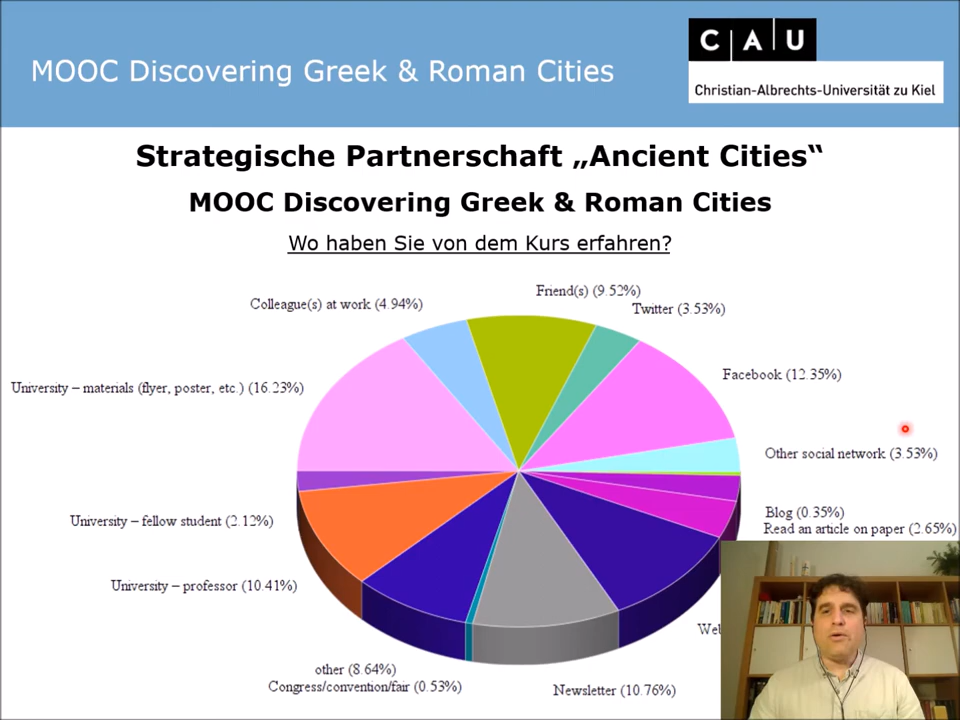 MOOC Discovering Greek & Roman Cities
CAU
Christian-Albrechts-Universität zu Kiel
Strategische Partnerschaft „Ancient Cities“
MOOC Discovering Greek & Roman Cities
Wo haben Sie von dem Kurs erfahren?
Friend(s) (9.52%)
Colleague(s) at work (4.94%)
Twitter (3.53%)
Facebook (12.35%)
University – materials (flyer, poster, etc.) (16.23%)
Other social network (3.53%)
Blog (0.35%)
University – fellow student (2.12%)
Read an article on paper (2.65%)
University – professor (10.41%)
other (8.64%)
Congress/convention/fair (0.53%)
Newsletter (10.76%)